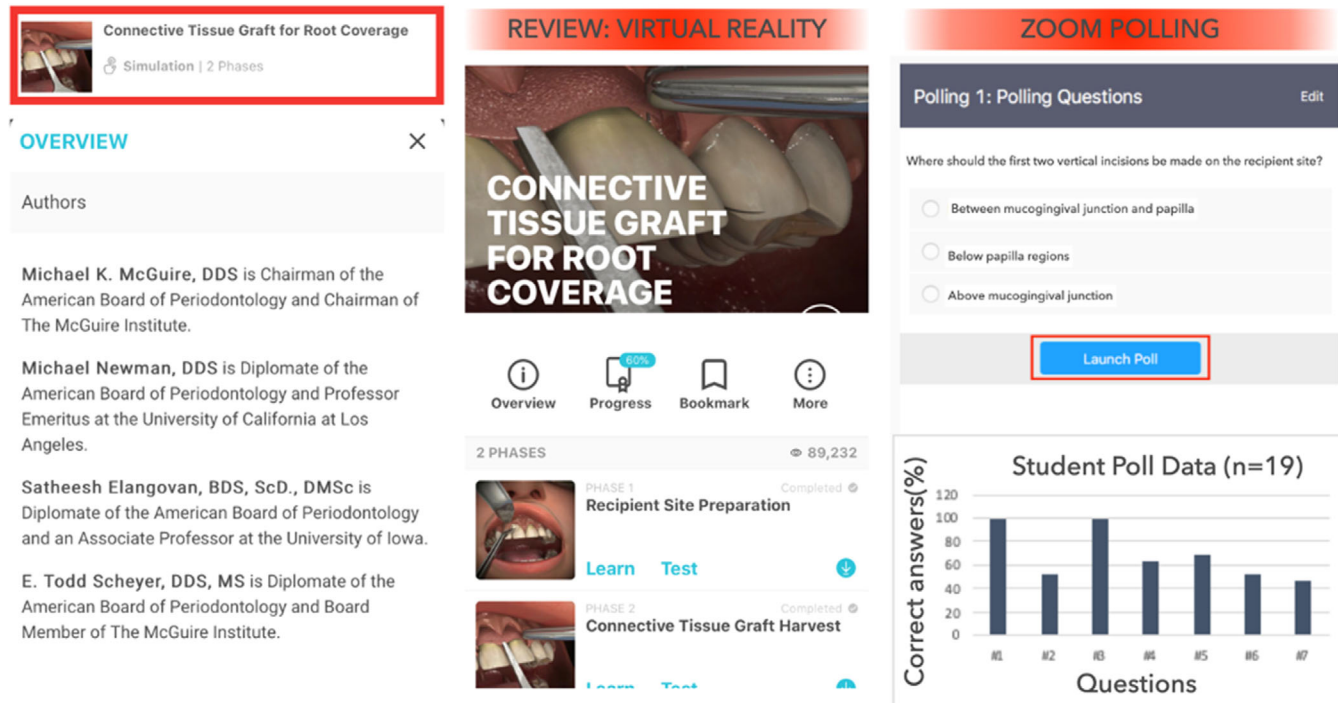 Connective Tissue Graft for Root Coverage
Simulation | 2 Phases
OVERVIEW
Authors
Michael K. McGuire, DDS is Chairman of the
American Board of Periodontology and Chairman of
The McGuire Institute.
Michael Newman, DDS is Diplomate of the
American Board of Periodontology and Professor
Emeritus at the University of California at Los
Angeles.
Satheesh Elangovan, BDS, ScD., DMSc is
Diplomate of the American Board of Periodontology
and an Associate Professor at the University of Iowa.
E. Todd Scheyer, DDS, MS is Diplomate of the
American Board of Periodontology and Board
Member of The McGuire Institute.
REVIEW: VIRTUAL REALITY
CONNECTIVE
TISSUE GRAFT
FOR ROOT
COVERAGE
60%
Overview Progress Bookmark More
2 PHASES 89,232
PHASE 1 Completed
Recipient Site Preparation
Learn Test
PHASE 2 Completed
Connective Tissue Graft Harvest
Learn Test
ZOOM POLLING
Polling 1: Polling Questions Edit
Where should the first two vertical incisions be made on the recipient site?
Between mucogingival junction and papilla
Below papilla regions
Above mucogingival junction
Launch Poll
Student Poll Data (n=19)
Correct answers(%)
120
100
80
60
40
20
0
#1 #2 #3 #4 #5 #6 #7
Questions